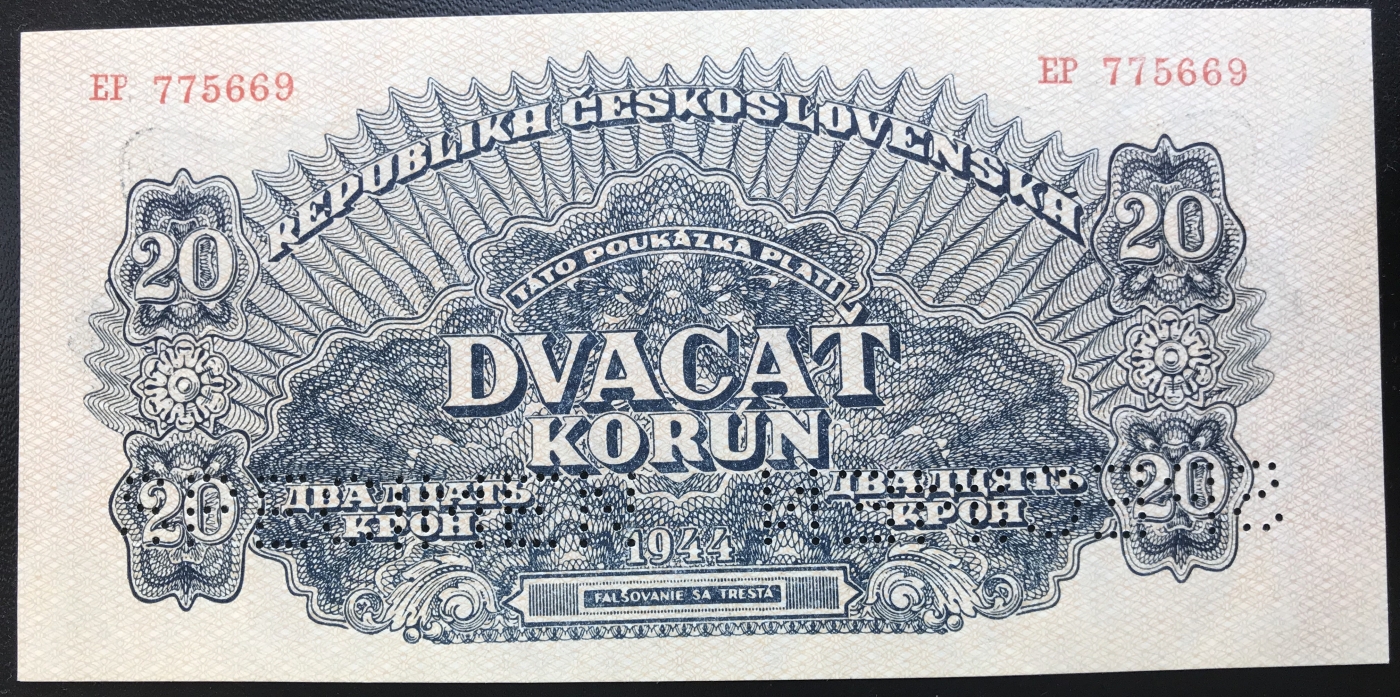 EP 775669
EP 775669
REPUBLIKA ČESKOSLOVENSKÁ
20
20
TÁTO POUKÁZKA PLATÍ
DVACAŤ
KORÚN
20
ДВАДЦАТЬ
КРОН
ДВАДЦЯТЬ
КРОН
20
1944
FALŠOVANIE SA TRESTÁ